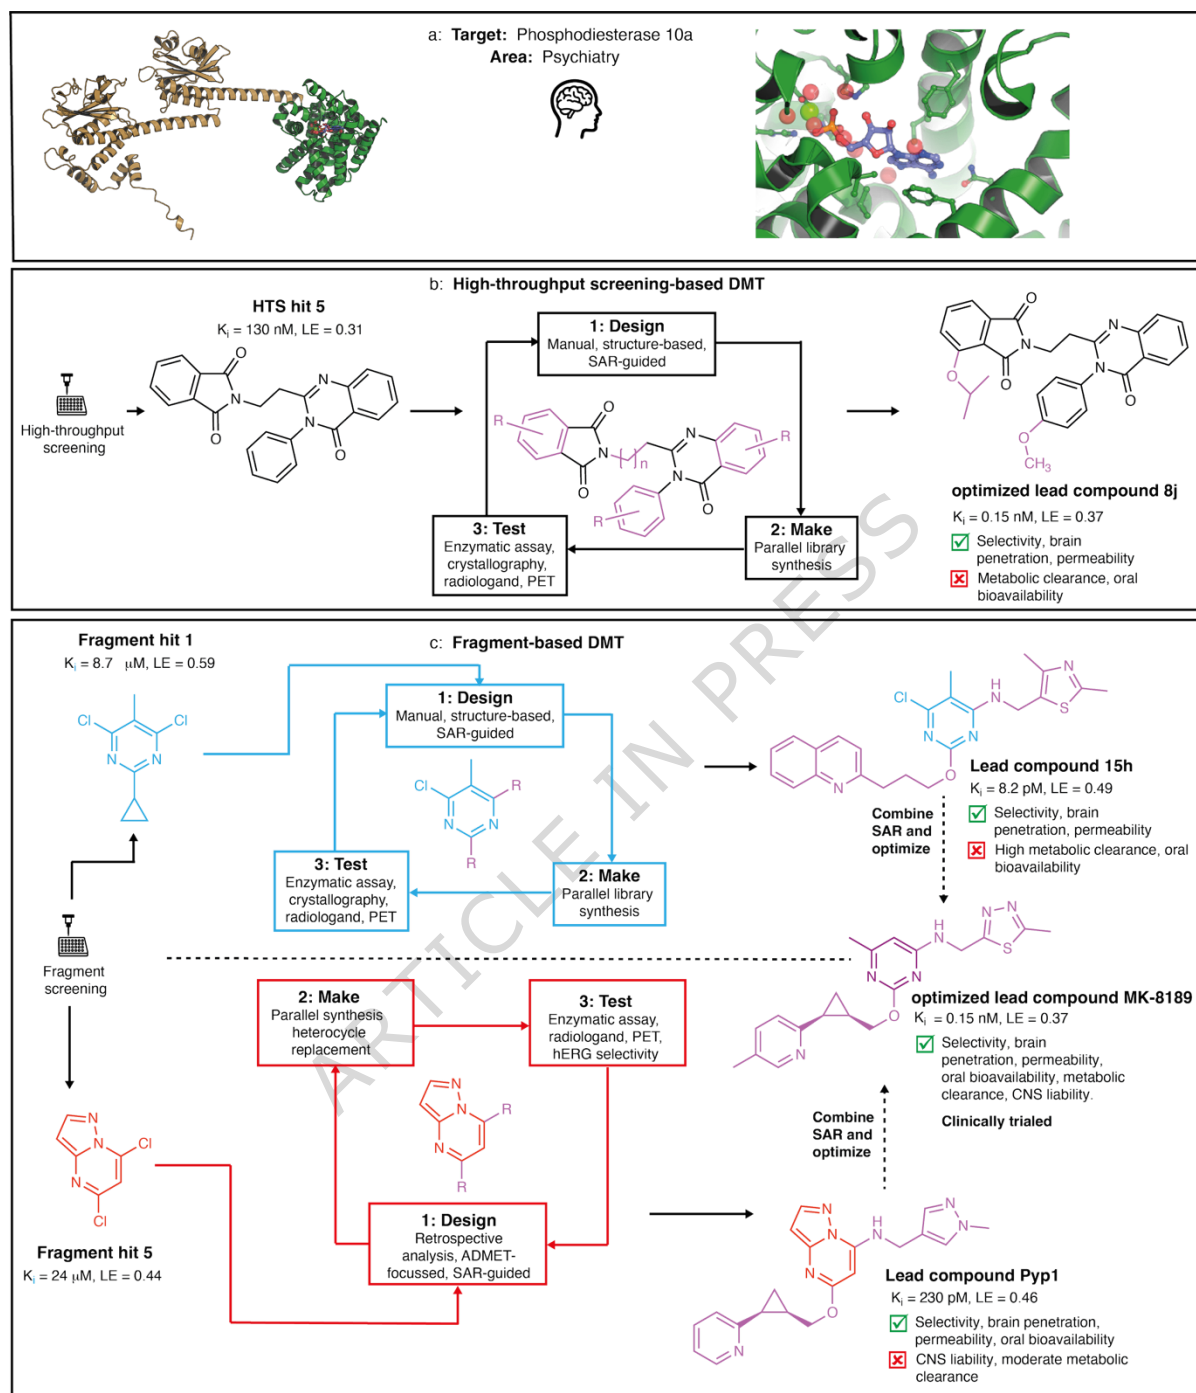 a: Target: Phosphodiesterase 10a
Area: Psychiatry
b: High-throughput screening-based DMT
HTS hit 5
Ki = 130 nM, LE = 0.31
High-throughput
screening
O
N
O
N
N
O
1: Design
Manual, structure-based,
SAR-guided
R
O
N
O
n
N
N
O
R
R
3: Test
Enzymatic assay,
crystallography,
radiologand, PET
2: Make
Parallel library
synthesis
O
N
O
O
N
N
O
O
CH3
optimized lead compound 8j
Ki = 0.15 nM, LE = 0.37
Selectivity, brain
penetration, permeability
Metabolic clearance, oral
bioavailability
c: Fragment-based DMT
Fragment hit 1
Ki = 8.7 μM, LE = 0.59
Cl
Cl
N
N
1: Design
Manual, structure-based,
SAR-guided
Cl
R
N
N
R
3: Test
Enzymatic assay,
crystallography,
radiologand, PET
2: Make
Parallel library
synthesis
Cl
H
N
N
S
N
N
N
O
Lead compound 15h
Ki = 8.2 pM, LE = 0.49
Selectivity, brain
penetration, permeability
High metabolic clearance, oral
bioavailability
Combine
SAR and
optimize
Fragment
screening
H
N
N
N
S
N
N
O
N
optimized lead compound MK-8189
Ki = 0.15 nM, LE = 0.37
Selectivity, brain
penetration, permeability,
oral bioavailability, metabolic
clearance, CNS liability.
Clinically trialed
2: Make
Parallel synthesis
heterocycle
replacement
3: Test
Enzymatic assay,
radiologand, PET,
hERG selectivity
N
N
N
R
R
1: Design
Retrospective
analysis, ADMET-
focussed, SAR-guided
N
N
Cl
N
Cl
Fragment hit 5
Ki = 24 μM, LE = 0.44
Combine
SAR and
optimize
N
N
H
N
N
N
N
O
N
Lead compound Pyp1
Ki = 230 pM, LE = 0.46
Selectivity, brain penetration,
permeability, oral bioavailability
CNS liability, moderate metabolic
clearance
ARTICLE IN PRESS